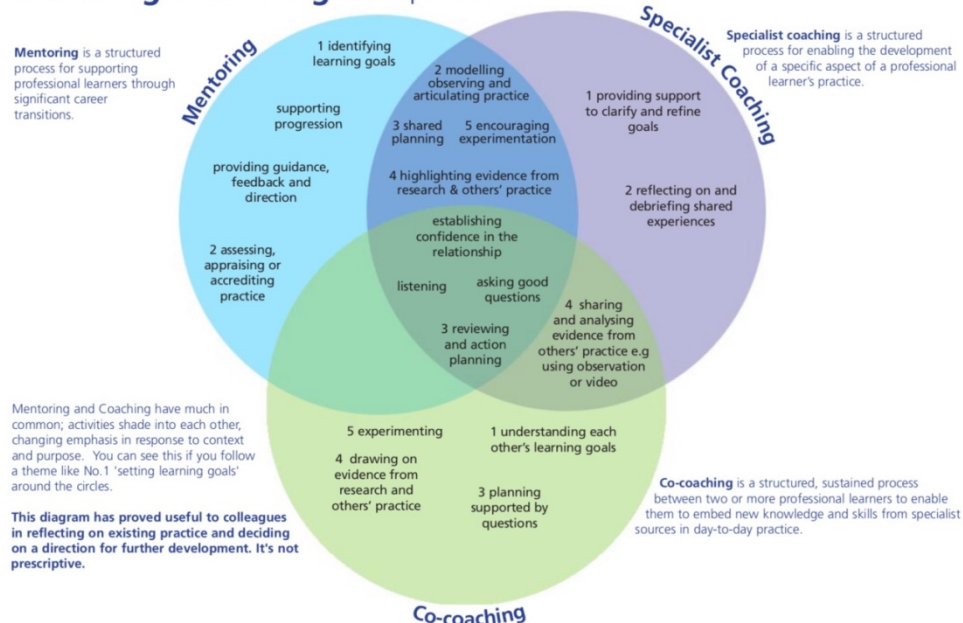 Mentoring
Specialist Coaching
Mentoring is a structured
process for supporting
professional learners through
significant career
transitions.
Specialist coaching is a structured
process for enabling the development
of a specific aspect of a professional
learner's practice.
1 identifying
learning goals
supporting
progression
providing guidance,
feedback and
direction
2 assessing,
appraising or
accrediting
practice
2 modelling
observing and
articulating practice
3 shared
planning
5 encouraging
experimentation
4 highlighting evidence from
research & others' practice
1 providing support
to clarify and refine
goals
2 reflecting on and
debriefing shared
experiences
establishing
confidence in the
relationship
listening
asking good
questions
3 reviewing
and action
planning
4 sharing
and analysing
evidence from
others' practice e.g
using observation
or video
Mentoring and Coaching have much in
common; activities shade into each other,
changing emphasis in response to context
and purpose. You can see this if you follow
a theme like No.1 'setting learning goals'
around the circles.
This diagram has proved useful to colleagues
in reflecting on existing practice and deciding
on a direction for further development. It's not
prescriptive.
5 experimenting
1 understanding each
other's learning goals
4 drawing on
evidence from
research and
others' practice
3 planning
supported by
questions
Co-coaching is a structured, sustained process
between two or more professional learners to enable
them to embed new knowledge and skills from specialist
sources in day-to-day practice.
Co-coaching